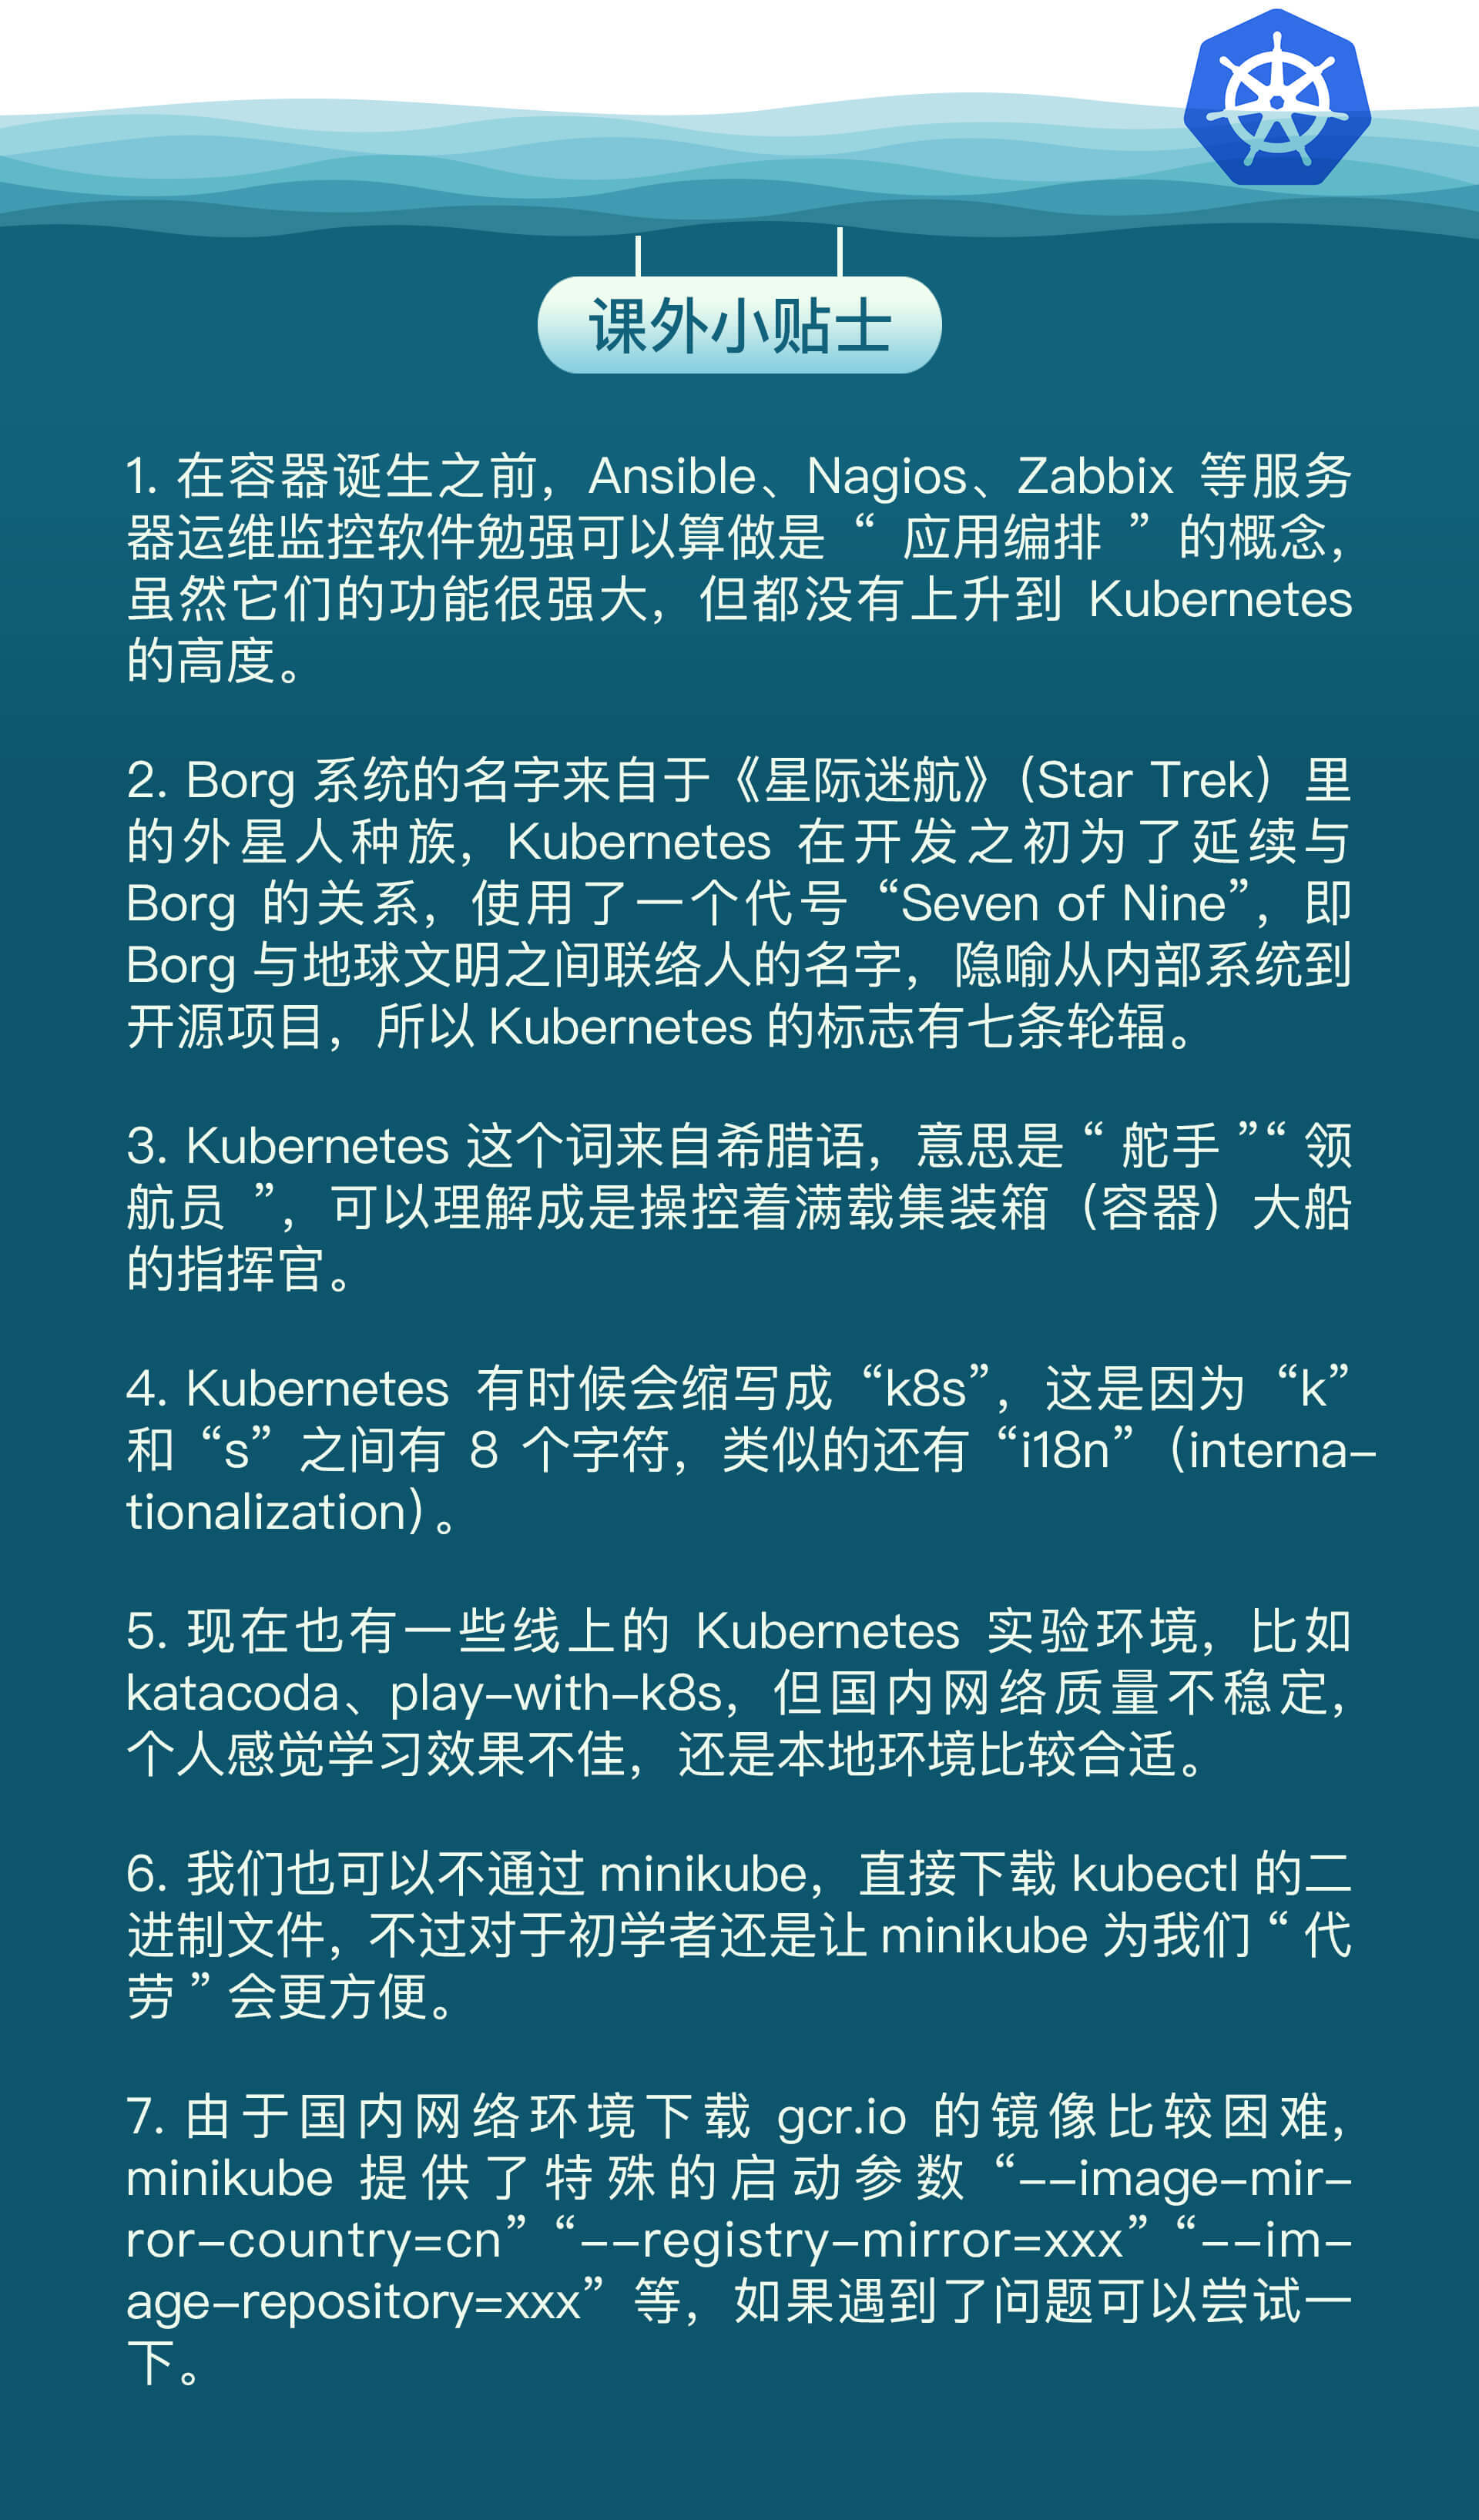 课外小贴士
1. 在容器诞生之前，Ansible、Nagios、Zabbix 等服务
器运维监控软件勉强可以算做是“ 应用编排 ”的概念，
虽然它们的功能很强大，但都没有上升到 Kubernetes
的高度。
2. Borg 系统的名字来自于《星际迷航》（Star Trek）里
的外星人种族，Kubernetes 在开发之初为了延续与
Borg 的关系，使用了一个代号“Seven of Nine”，即
Borg 与地球文明之间联络人的名字，隐喻从内部系统到
开源项目，所以 Kubernetes 的标志有七条轮辐。
3. Kubernetes 这个词来自希腊语，意思是“ 舵手 ”“ 领
航员 ”，可以理解成是操控着满载集装箱（容器）大船
的指挥官。
4. Kubernetes 有时候会缩写成“k8s”，这是因为“k”
和“s”之间有 8 个字符，类似的还有“i18n”（interna-
tionalization）。
5. 现在也有一些线上的 Kubernetes 实验环境，比如
katacoda、play-with-k8s，但国内网络质量不稳定，
个人感觉学习效果不佳，还是本地环境比较合适。
6. 我们也可以不通过 minikube，直接下载 kubectl 的二
进制文件，不过对于初学者还是让 minikube 为我们“ 代
劳 ”会更方便。
7. 由于国内网络环境下载 gcr.io 的镜像比较困难，
minikube 提供了特殊的启动参数“--image-mir-
ror-country=cn”“--registry-mirror=xxx”“--im-
age-repository=xxx”等，如果遇到了问题可以尝试一
下。